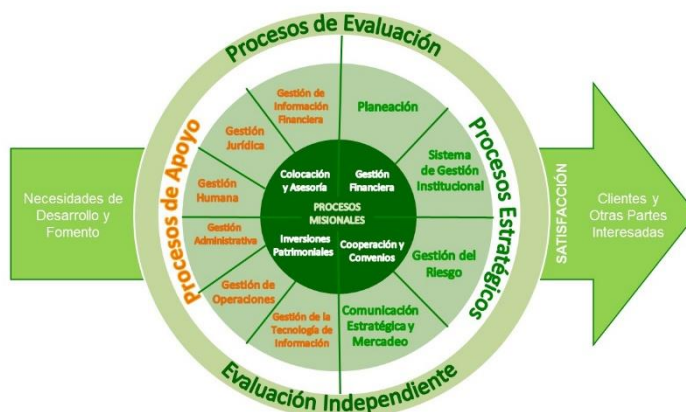 Procesos de Evaluación
Necesidades de
Desarrollo y
Fomento
Procesos de Apoyo
Gestión de
Información
Financiera
Gestión
Jurídica
Gestión
Humana
Gestión
Administrativa
Gestión de
Operaciones
Gestión de la
Tecnología de
Información
Colocación
y Asesoría
Gestión
Financiera
PROCESOS
MISIONALES
Inversiones
Patrimoniales
Cooperación y
Convenios
Planeación
Sistema
de Gestión
Institucional
Gestión del
Riesgo
Comunicación
Estratégica y
Mercadeo
Procesos Estratégicos
Evaluación Independiente
SATISFACCIÓN
Clientes y
Otras Partes
Interesadas